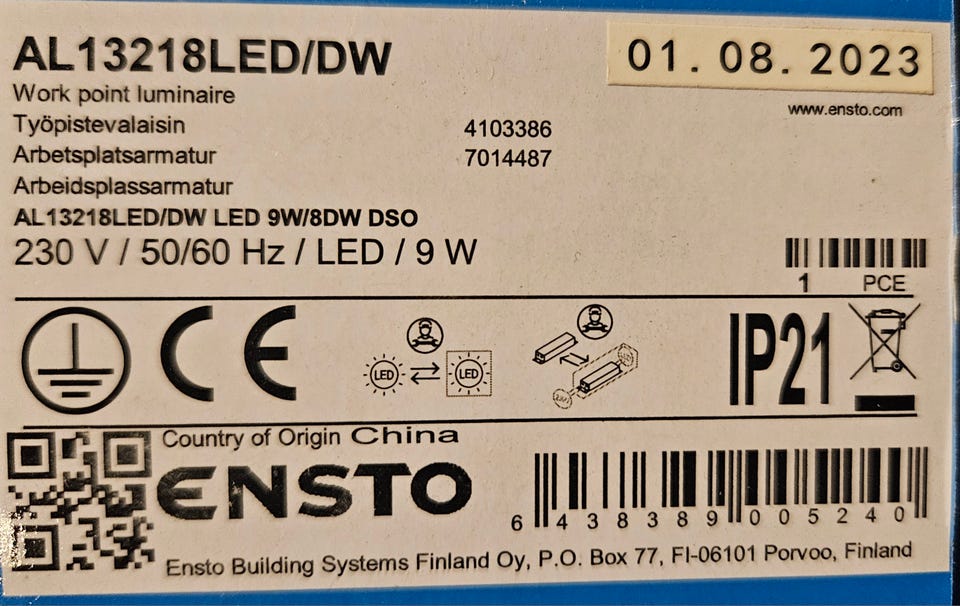 AL13218LED/DW
01.08.2023
Work point luminaire
www.ensto.com
Työpistevalaisin 4103386
Arbetsplatsarmatur 7014487
Arbeidsplassarmatur
AL13218LED/DW LED 9W/8DW DSO
230 V / 50/60 Hz / LED / 9 W
1 PCE
CE
LED LED
IP21
Country of Origin China
ENSTO
6 438389 005240
Ensto Building Systems Finland Oy, P.O. Box 77, FI-06101 Porvoo, Finland